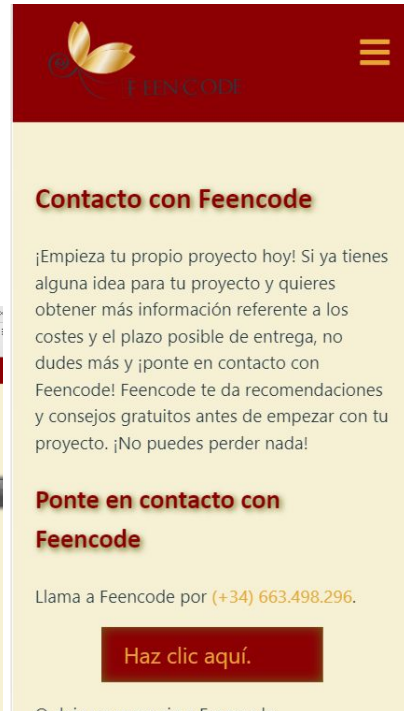 FEENCODE
Contacto con Feencode
¡Empieza tu propio proyecto hoy! Si ya tienes
alguna idea para tu proyecto y quieres
obtener más información referente a los
costes y el plazo posible de entrega, no
dudes más y ¡ponte en contacto con
Feencode! Feencode te da recomendaciones
y consejos gratuitos antes de empezar con tu
proyecto. ¡No puedes perder nada!
Ponte en contacto con
Feencode
Llama a Feencode por (+34) 663.498.296.
Haz clic aquí.